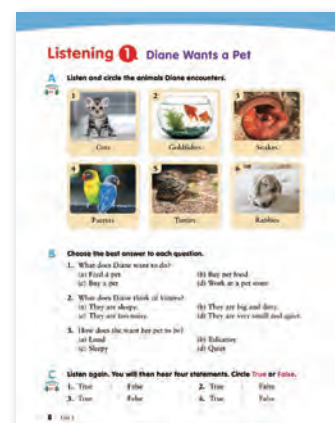 Listening 1 Diane Wants a Pet
A Listen and circle the animals Diane encounters.
1 2 3
Cats Goldfishes Snakes
4 5 6
Parrots Turtles Rabbits
B Choose the best answer to each question.
1. What does Diane want to do?
(a) Feed a pet (b) Buy pet food
(c) Buy a pet (d) Work at a pet store
2. What does Diane think of
(a) They are sleepy. (b) They are big and
(c) They are too noisy. (d) They are very small and quiet.
3. How does she want her pet to be?
(a) Loud (b)
(c) Sleepy (d) Quiet
C Listen again. You will then hear four statements. Circle True or False.
1. True False 2. True False
3. True False 4. True False
8 Unit 1